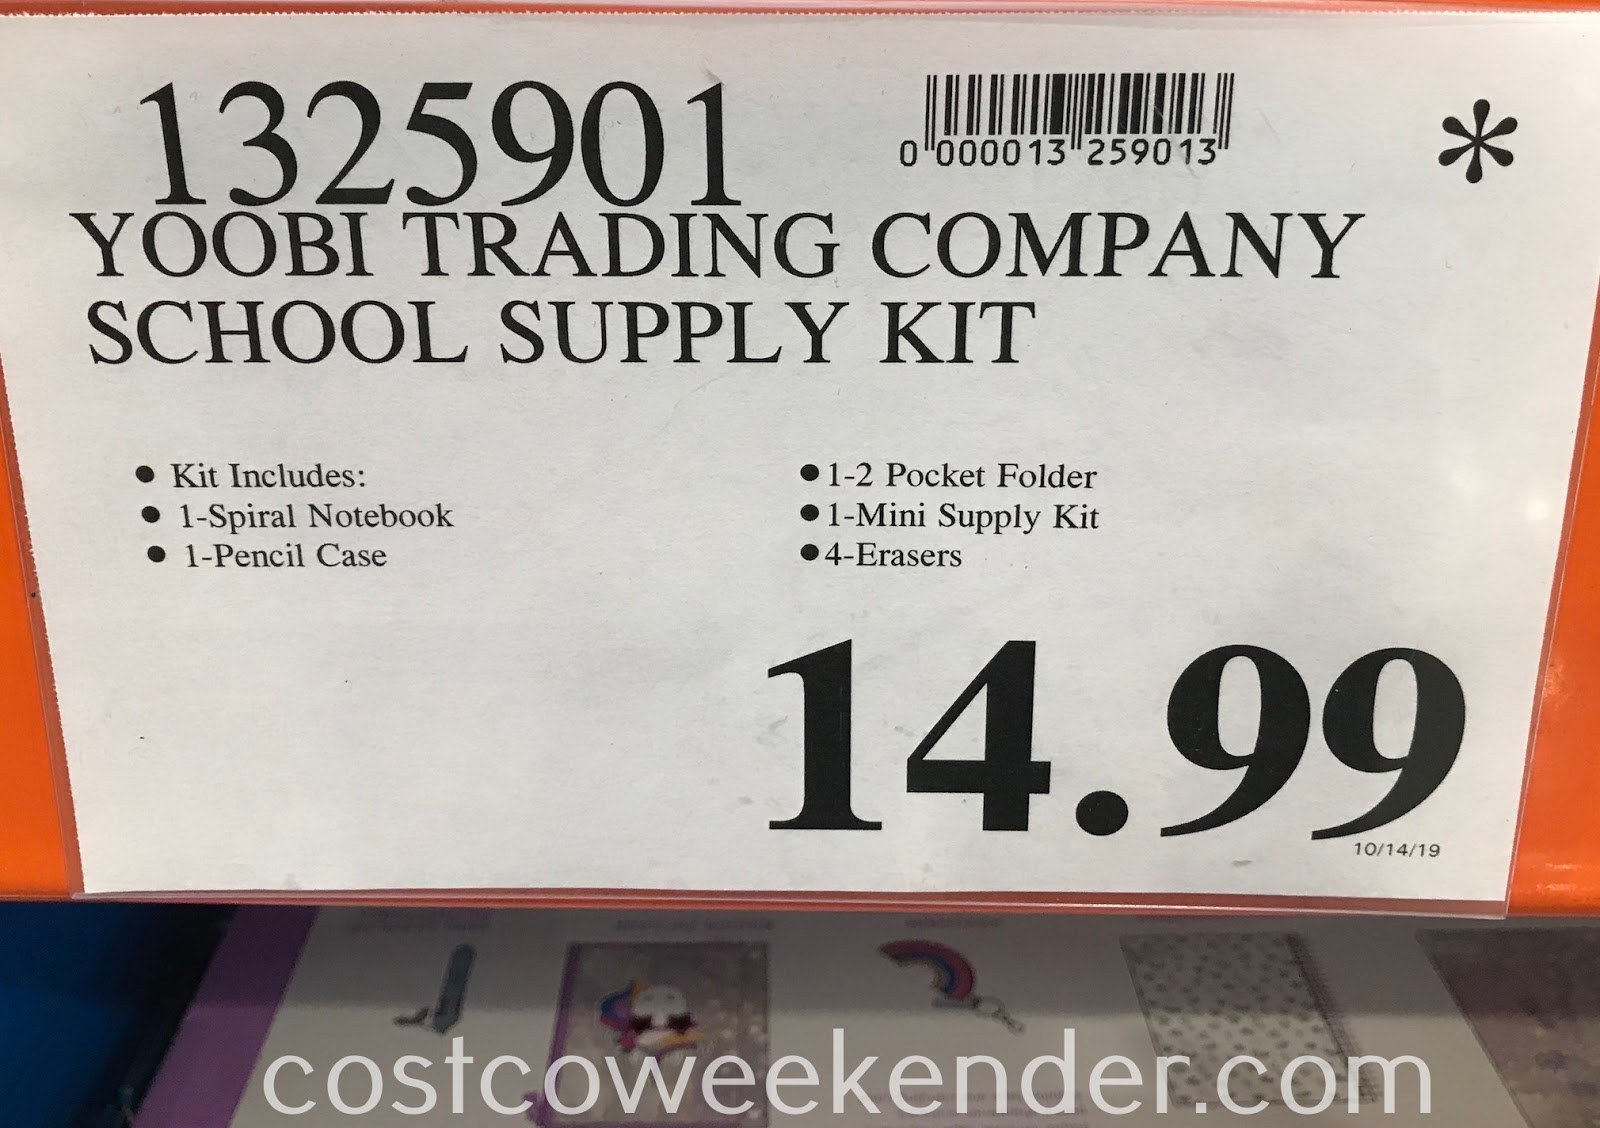 1325901
0 000013 259013
*
YOOBI TRADING COMPANY
SCHOOL SUPPLY KIT
• Kit Includes:
• 1-Spiral Notebook
• 1-Pencil Case
• 1-2 Pocket Folder
• 1-Mini Supply Kit
• 4-Erasers
14.99
10/14/19
costcoweekender.com